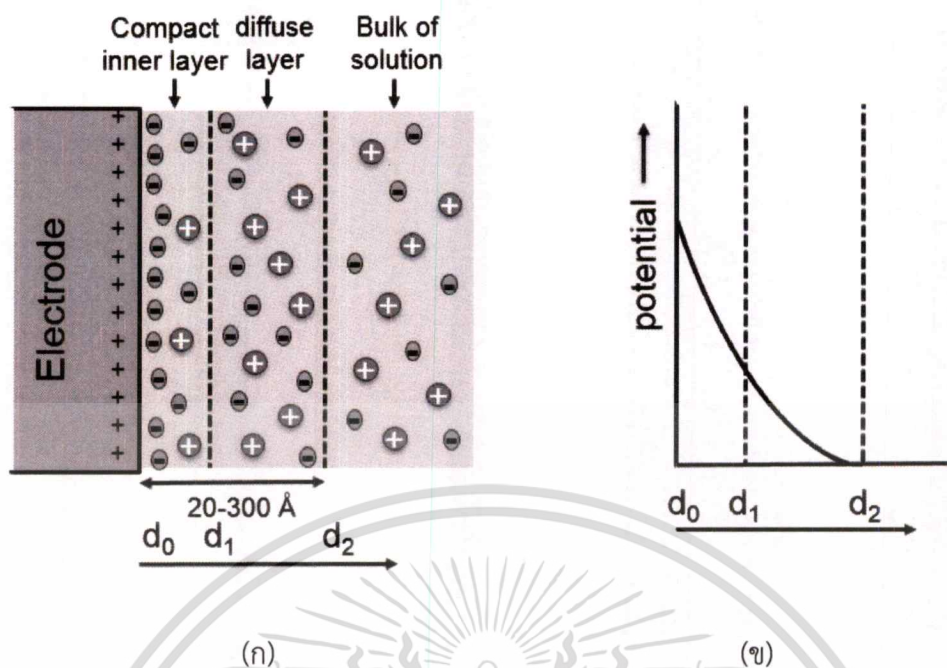 Compact diffuse Bulk of
inner layer layer solution
Electrode
20-300 Å
d₀ d₁ d₂
(ก)
potential
d₀ d₁ d₂
(ข)